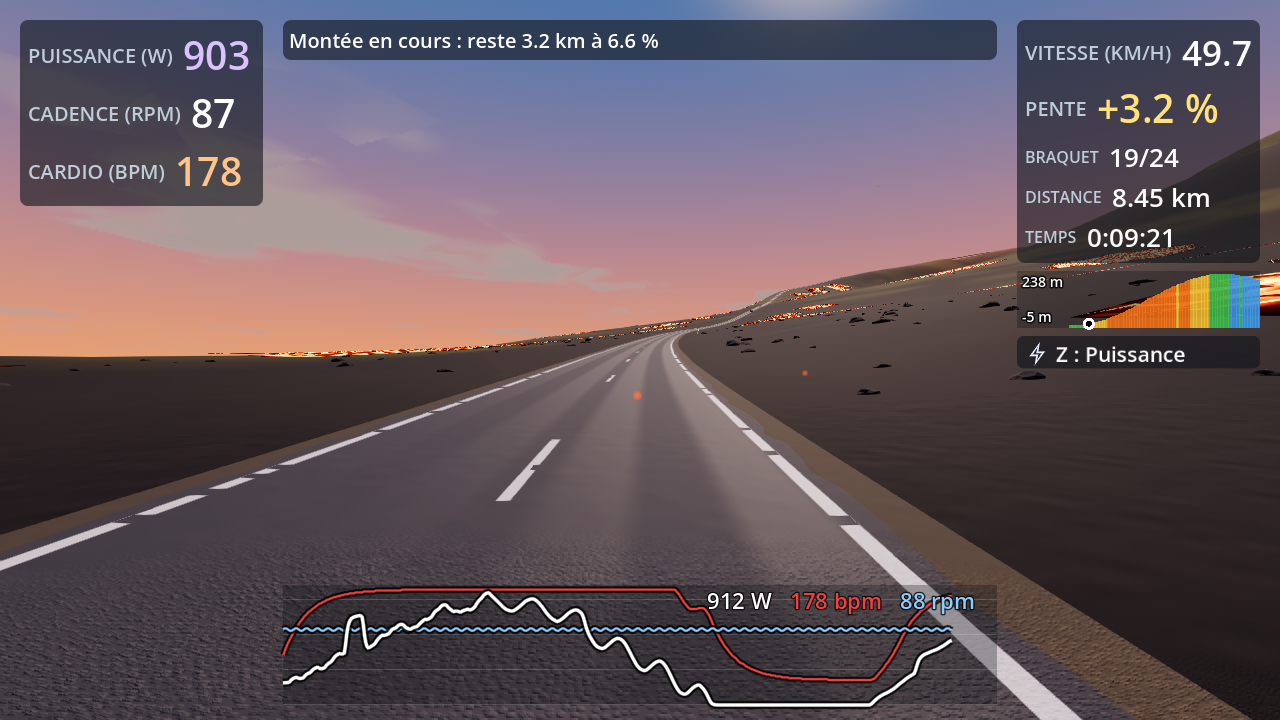 PUISSANCE (W) 903
CADENCE (RPM) 87
CARDIO (BPM) 178
Montée en cours : reste 3.2 km à 6.6 %
VITESSE (KM/H) 49.7
PENTE +3.2 %
BRAQUET 19/24
DISTANCE 8.45 km
TEMPS 0:09:21
238 m
-5 m
Z : Puissance
912 W 178 bpm 88 rpm